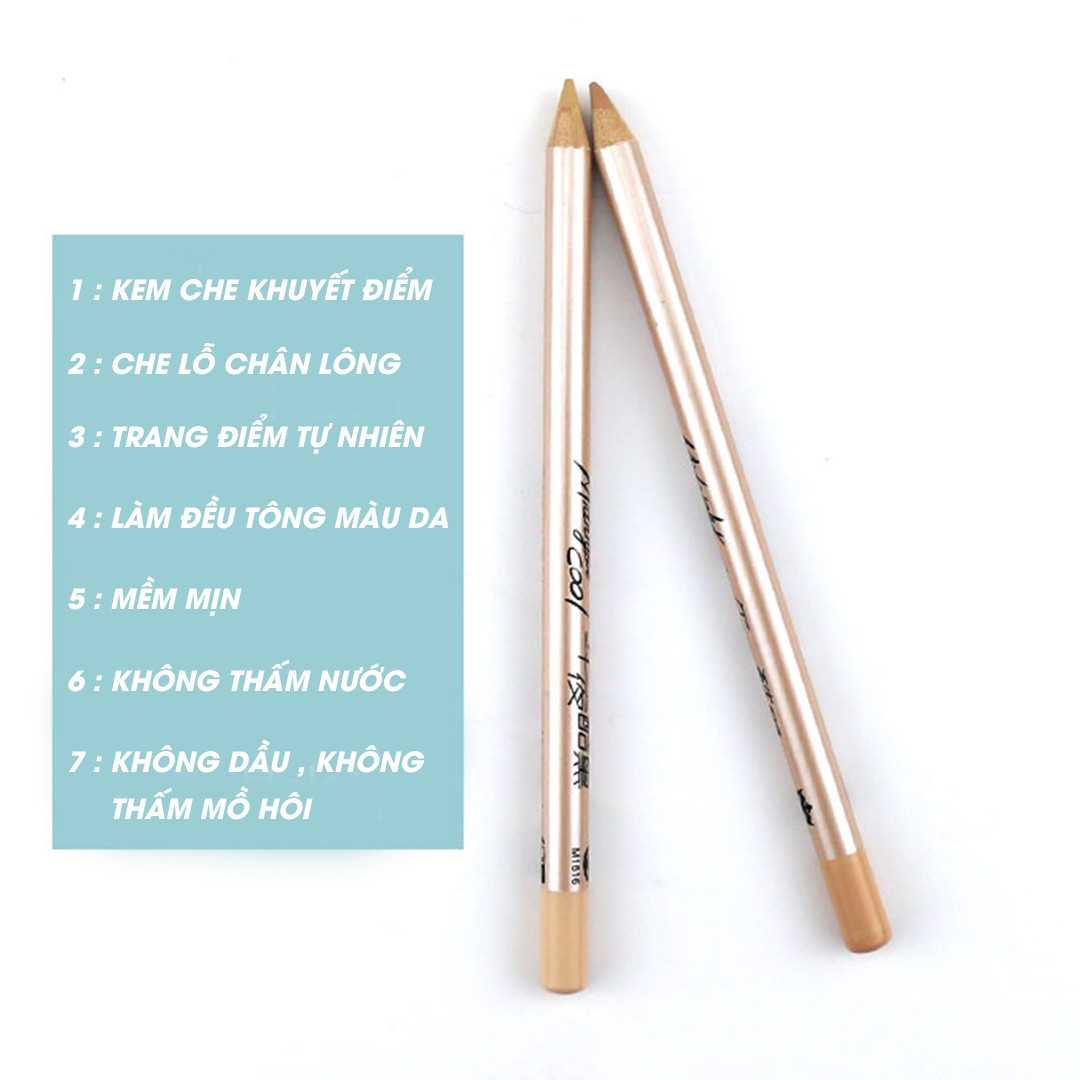 1 : KEM CHE KHUYẾT ĐIỂM
2 : CHE LỖ CHÂN LÔNG
3 : TRANG ĐIỂM TỰ NHIÊN
4 : LÀM ĐỀU TÔNG MÀU DA
5 : MỀM MỊN
6 : KHÔNG THẤM NƯỚC
7 : KHÔNG DẦU , KHÔNG
THẤM MỒ HÔI
M1616